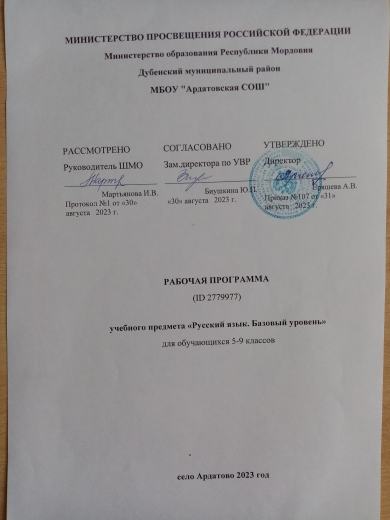 МИНИСТЕРСТВО ПРОСВЕЩЕНИЯ РОССИЙСКОЙ ФЕДЕРАЦИИ
Министерство образования Республики Мордовия
Дубенский муниципальный район
МБОУ "Ардатовская СОШ"
РАССМОТРЕНО
Руководитель ШМО
Мартьянова И.В.
Протокол №1 от «30»
августа 2023 г.
СОГЛАСОВАНО
Зам.директора по УВР
Биушкина Ю.П.
«30» августа 2023 г.
УТВЕРЖДЕНО
Директор
А.В.
Приказ №107 от «31»
августа 2023 г.
РАБОЧАЯ ПРОГРАММА
(ID 2779977)
учебного предмета «Русский язык. Базовый уровень»
для обучающихся 5-9 классов
село Ардатово 2023 год